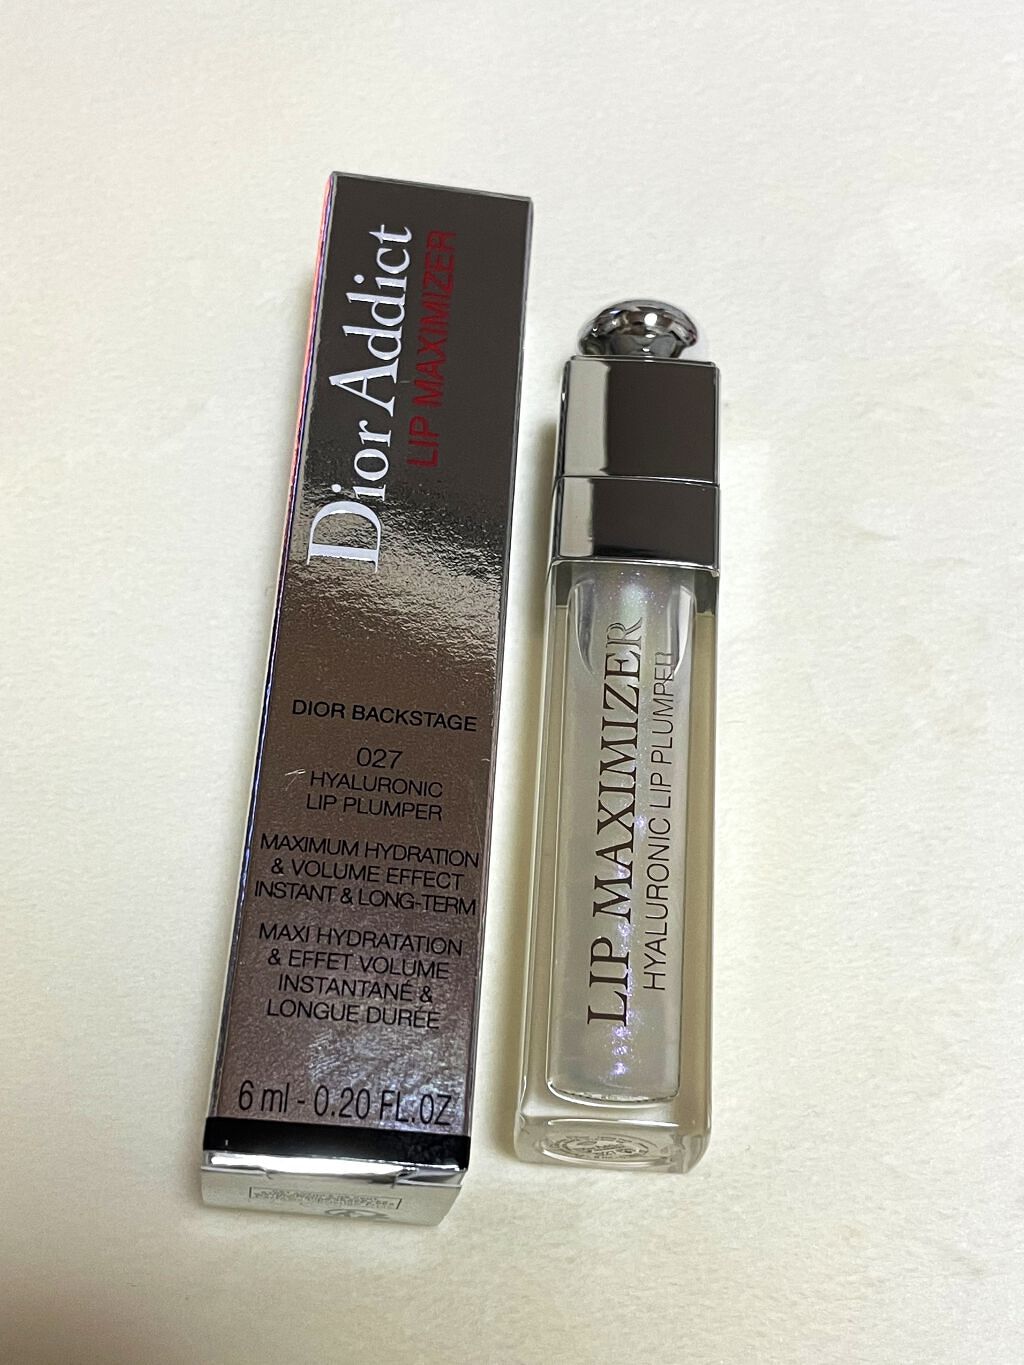 Dior Addict
LIP MAXIMIZER
DIOR BACKSTAGE
027
HYALURONIC
LIP PLUMPER
MAXIMUM HYDRATION
& VOLUME EFFECT
INSTANT & LONG-TERM
MAXI HYDRATATION
& EFFET VOLUME
INSTANTANÉ &
LONGUE DURÉE
6 ml - 0.20 FL.OZ
LIP MAXIMIZER
HYALURONIC LIP PLUMPER